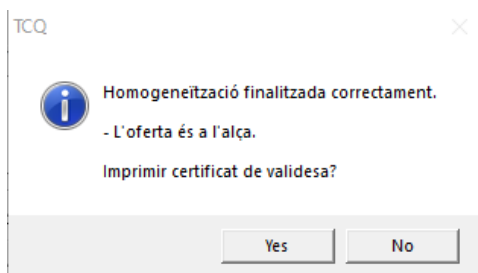 TCQ
Homogeneïtzació finalitzada correctament.
- L'oferta és a l'alça.
Imprimir certificat de validesa?
Yes
No